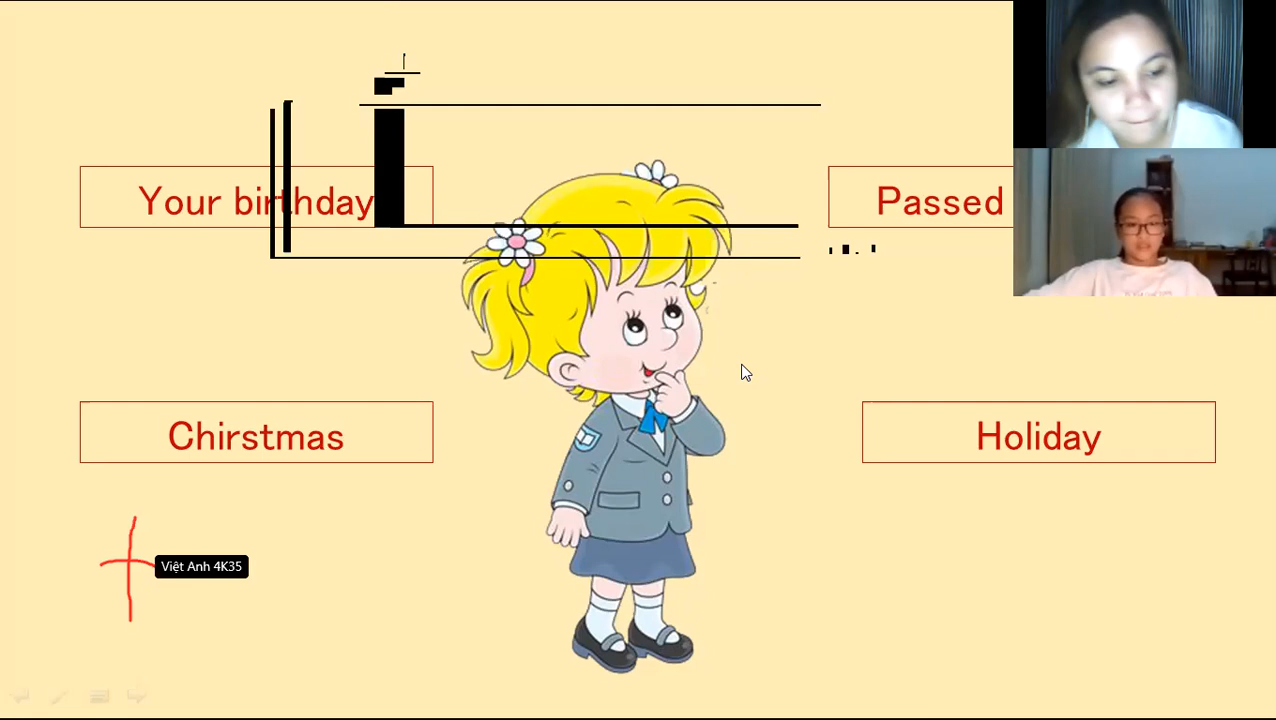 Your birthday
Passed
Chirstmas
Holiday
Việt Anh 4K35